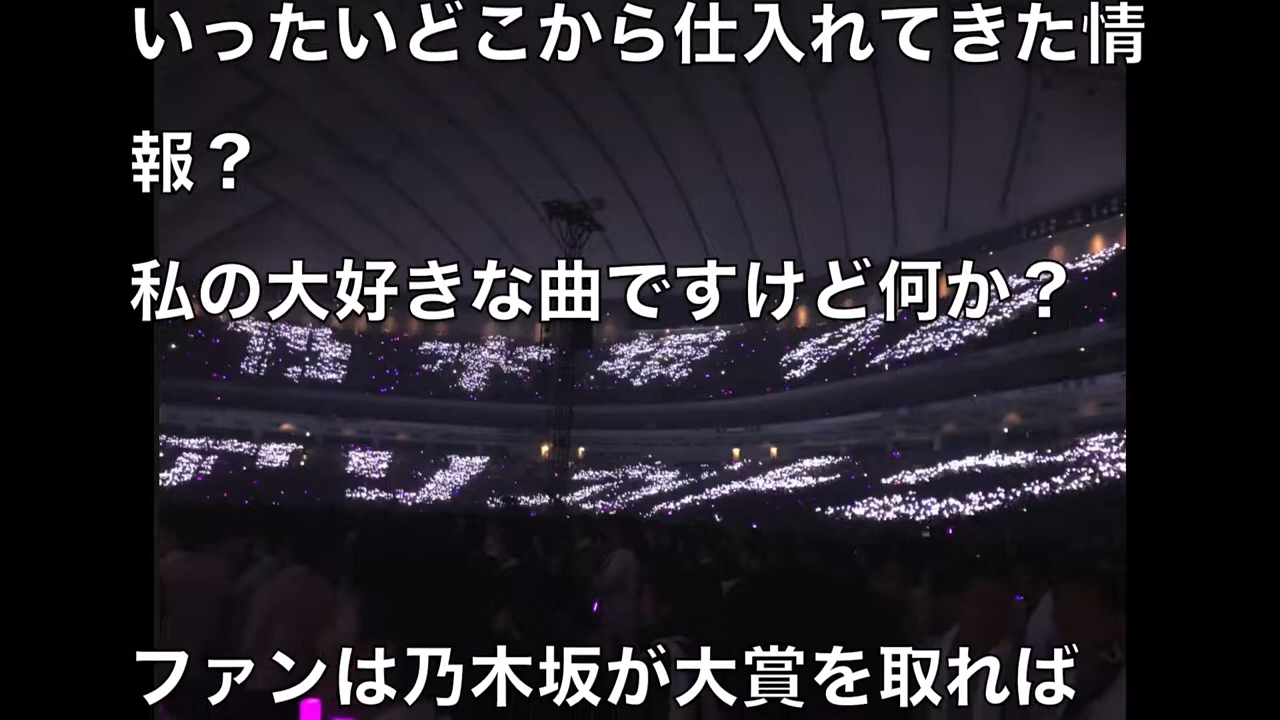 いったいどこから仕入れてきた情
報？
私の大好きな曲ですけど何か？
ファンは乃木坂が大賞を取れば